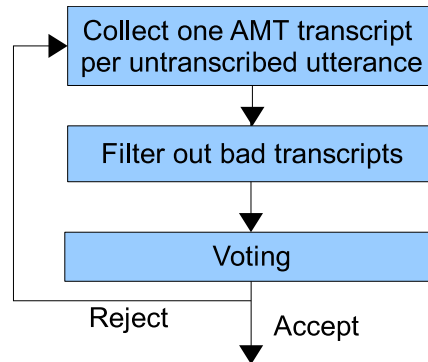 Collect one AMT transcript
per untranscribed utterance
Filter out bad transcripts
Voting
Reject
Accept